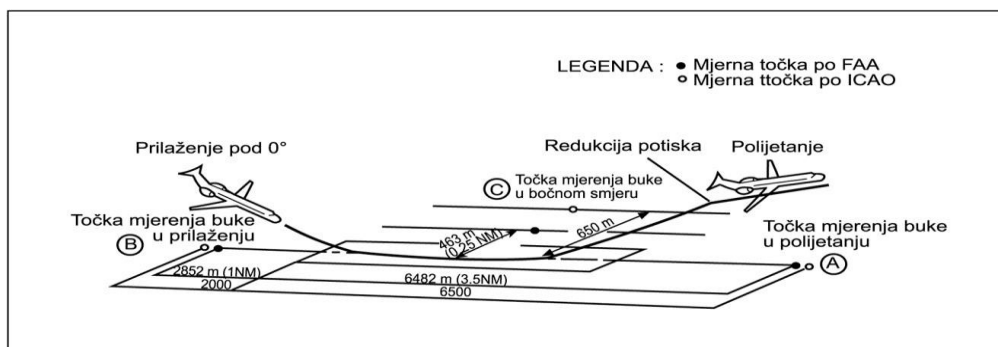 LEGENDA : ● Mjerna točka po FAA
○ Mjerna ttočka po ICAO
Prilaženje pod 0°
Redukcija potiska
Polijetanje
C Točka mjerenja buke
u bočnom smjeru
Točka mjerenja buke
u prilaženju
B
463 m
(0.25 NM)
650 m
Točka mjerenja buke
u polijetanju
A
2852 m (1NM)
2000
6482 m (3.5NM)
6500